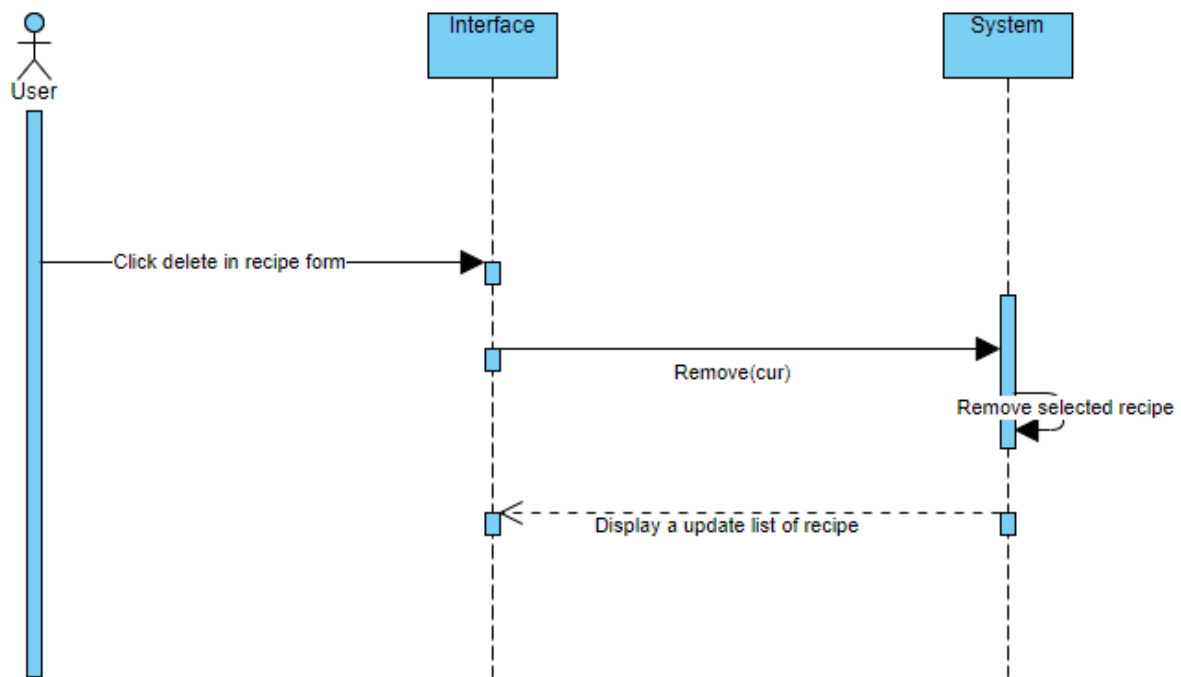 Interface
System
User
Click delete in recipe form
Remove(cur)
Remove selected recipe
Display a update list of recipe